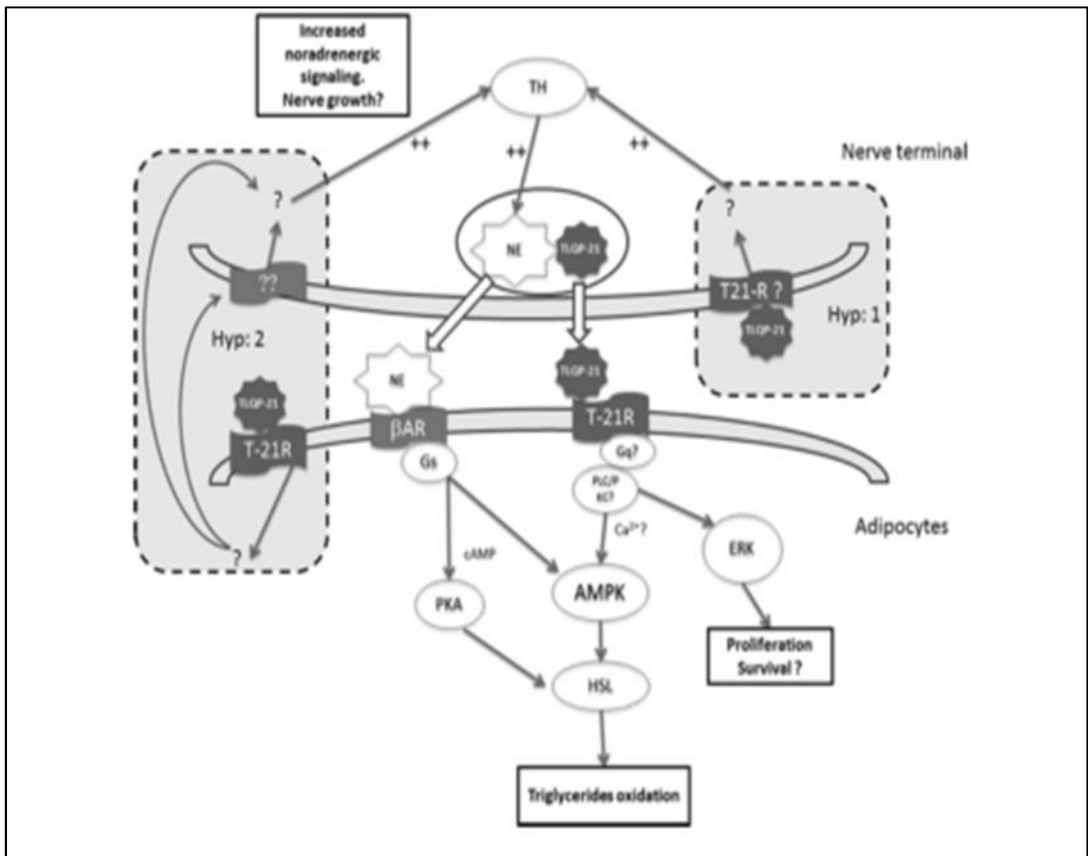 Increased
noradrenergic
signaling.
Nerve growth?
TH
++
++
++
Nerve terminal
?
?
NE
TLQP-21
??
T21-R ?
TLQP-21
Hyp: 1
Hyp: 2
NE
TLQP-21
TLQP-21
T-21R
βAR
T-21R
Gs
Gq?
PLC/P
KC?
Ca²⁺?
ERK
Adipocytes
?
cAMP
PKA
AMPK
Proliferation
Survival ?
HSL
Triglycerides oxidation